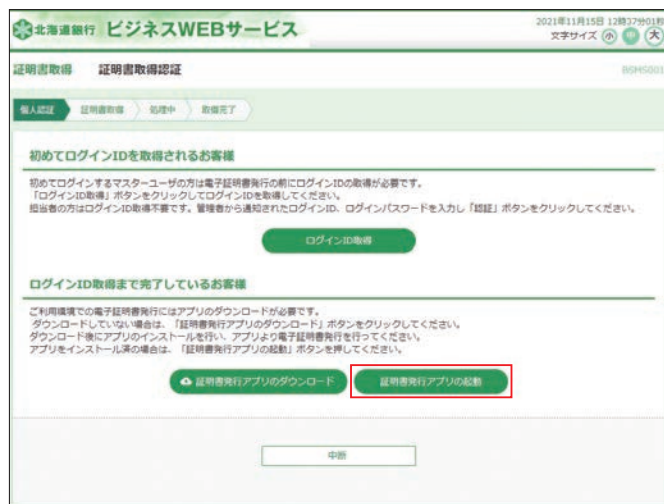 北海道銀行 ビジネスWEBサービス
2021年11月15日 12時37分01秒
文字サイズ 小 中 大
証明書取得 証明書取得認証
BSMS001
個人認証 証明書取得 処理中 取得完了
初めてログインIDを取得されるお客様
初めてログインするマスターユーザの方は電子証明書発行の前にログインIDの取得が必要です。
「ログインID取得」ボタンをクリックしてログインIDを取得してください。
担当者の方はログインID取得不要です。管理者から通知されたログインID、ログインパスワードを入力し「認証」ボタンをクリックしてください。
ログインID取得
ログインID取得まで完了しているお客様
ご利用環境での電子証明書発行にはアプリのダウンロードが必要です。
ダウンロードしていない場合は、「証明書発行アプリのダウンロード」ボタンをクリックしてください。
ダウンロード後にアプリのインストールを行い、アプリより電子証明書発行を行ってください。
アプリをインストール済の場合は、「証明書発行アプリの起動」ボタンを押してください。
証明書発行アプリのダウンロード 証明書発行アプリの起動
中断